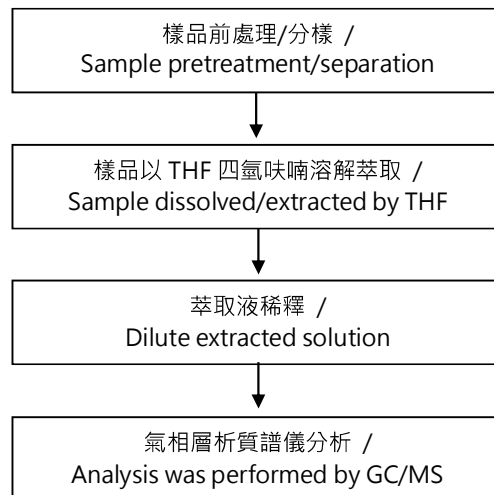 樣品前處理/分樣 /
Sample pretreatment/separation
樣品以 THF 四氫呋喃溶解萃取 /
Sample dissolved/extracted by THF
萃取液稀釋 /
Dilute extracted solution
氣相層析質譜儀分析 /
Analysis was performed by GC/MS